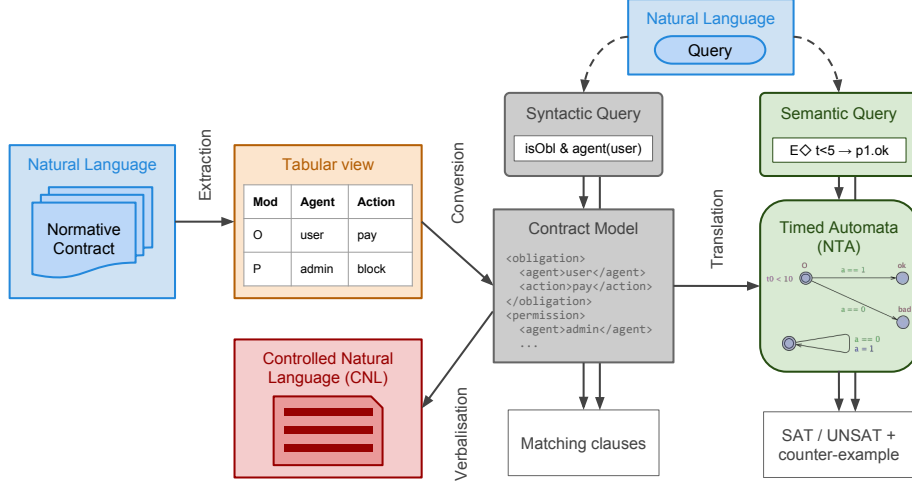 Natural Language
Query
Syntactic Query
isObl & agent(user)
Semantic Query
E◇ t<5 → p1.ok
Natural Language
Normative
Contract
Extraction
Tabular view
Mod Agent Action
O user pay
P admin block
Conversion
Contract Model
<obligation>
<agent>user</agent>
<action>pay</action>
</obligation>
<permission>
<agent>admin</agent>
...
Translation
Timed Automata
(NTA)
O
t0 < 10
a == 1
ok
a == 0
bad
a == 0
a = 1
Controlled Natural
Language (CNL)
Verbalisation
Matching clauses
SAT / UNSAT +
counter-example